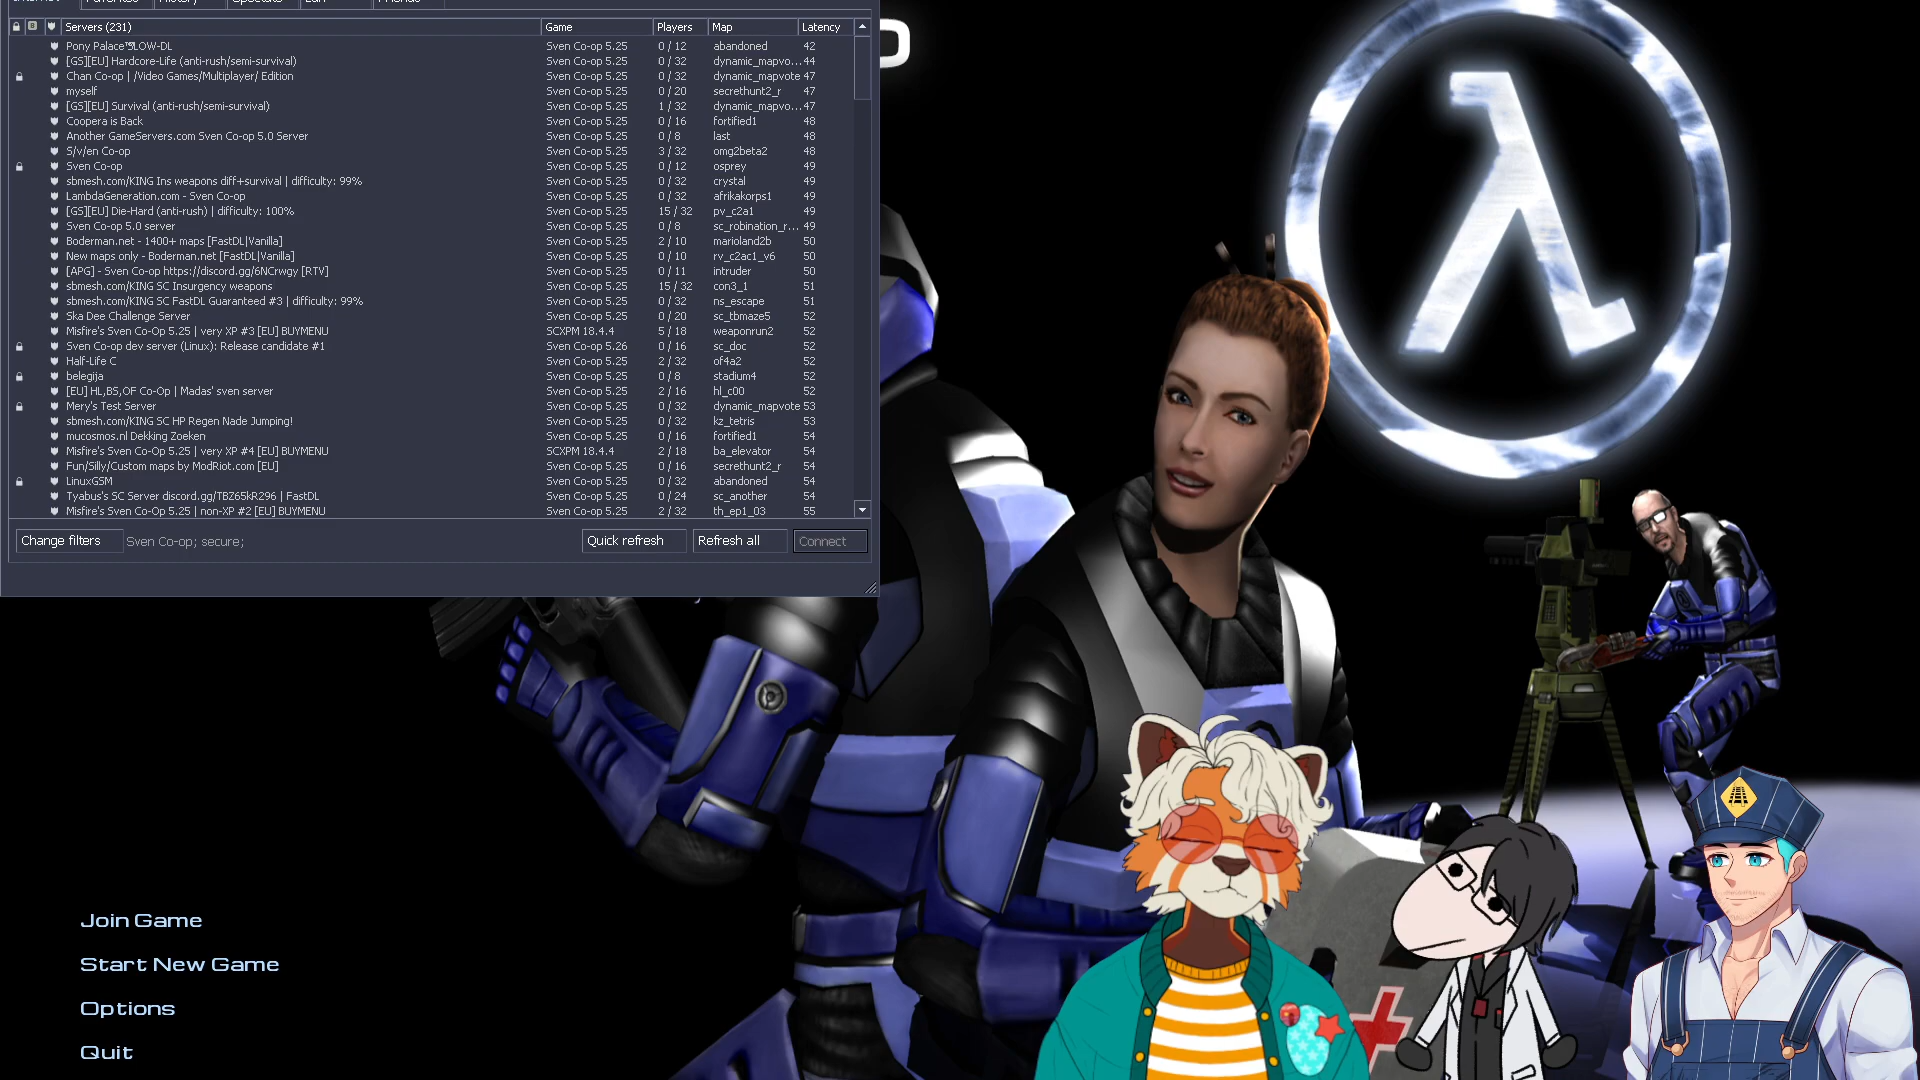 Servers (231) Game Players Map Latency
Pony Palace LOW-DL Sven Co-op 5.25 0 / 12 abandoned 42
[GS][EU] Hardcore-Life (anti-rush/semi-survival) Sven Co-op 5.25 0 / 32 dynamic_mapvo... 44
Chan Co-op | /Video Games/Multiplayer/ Edition Sven Co-op 5.25 0 / 32 dynamic_mapvote 47
myself Sven Co-op 5.25 0 / 20 secrethunt2_r 47
[GS][EU] Survival (anti-rush/semi-survival) Sven Co-op 5.25 1 / 32 dynamic_mapvo... 47
Coopera is Back Sven Co-op 5.25 0 / 16 fortified1 48
Another GameServers.com Sven Co-op 5.0 Server Sven Co-op 5.25 0 / 8 last 48
S/v/en Co-op Sven Co-op 5.25 3 / 32 omg2beta2 48
Sven Co-op Sven Co-op 5.25 0 / 12 osprey 49
sbmesh.com/KING Ins weapons diff+survival | difficulty: 99% Sven Co-op 5.25 0 / 32 crystal 49
LambdaGeneration.com - Sven Co-op Sven Co-op 5.25 0 / 32 afrikakorps1 49
[GS][EU] Die-Hard (anti-rush) | difficulty: 100% Sven Co-op 5.25 15 / 32 pv_c2a1 49
Sven Co-op 5.0 server Sven Co-op 5.25 0 / 8 sc_robination_r... 49
Boderman.net - 1400+ maps [FastDL|Vanilla] Sven Co-op 5.25 2 / 10 marioland2b 50
New maps only - Boderman.net [FastDL|Vanilla] Sven Co-op 5.25 0 / 10 rv_c2ac1_v6 50
[APG] - Sven Co-op https://discord.gg/6NCrwgy [RTV] Sven Co-op 5.25 0 / 11 intruder 50
sbmesh.com/KING SC Insurgency weapons Sven Co-op 5.25 15 / 32 con3_1 51
sbmesh.com/KING SC FastDL Guaranteed #3 | difficulty: 99% Sven Co-op 5.25 0 / 32 ns_escape 51
Ska Dee Challenge Server Sven Co-op 5.25 0 / 20 sc_tbmaze5 52
Misfire's Sven Co-Op 5.25 | very XP #3 [EU] BUYMENU SCXPM 18.4.4 5 / 18 weaponrun2 52
Sven Co-op dev server (Linux): Release candidate #1 Sven Co-op 5.26 0 / 16 sc_doc 52
Half-Life C Sven Co-op 5.25 2 / 32 of4a2 52
belegija Sven Co-op 5.25 0 / 8 stadium4 52
[EU] HL,BS,OF Co-Op | Madas' sven server Sven Co-op 5.25 2 / 16 hl_c00 52
Mery's Test Server Sven Co-op 5.25 0 / 32 dynamic_mapvote 53
sbmesh.com/KING SC HP Regen Nade Jumping! Sven Co-op 5.25 0 / 32 kz_tetris 53
mucosmos.nl Dekking Zoeken Sven Co-op 5.25 0 / 16 fortified1 54
Misfire's Sven Co-Op 5.25 | very XP #4 [EU] BUYMENU SCXPM 18.4.4 2 / 18 ba_elevator 54
Fun/Silly/Custom maps by ModRiot.com [EU] Sven Co-op 5.25 0 / 16 secrethunt2_r 54
LinuxGSM Sven Co-op 5.25 0 / 32 abandoned 54
Tyabus's SC Server discord.gg/TBZ65kR296 | FastDL Sven Co-op 5.25 0 / 24 sc_another 54
Misfire's Sven Co-Op 5.25 | non-XP #2 [EU] BUYMENU Sven Co-op 5.25 2 / 32 th_ep1_03 55
Change filters Sven Co-op; secure; Quick refresh Refresh all Connect
Join Game
Start New Game
Options
Quit